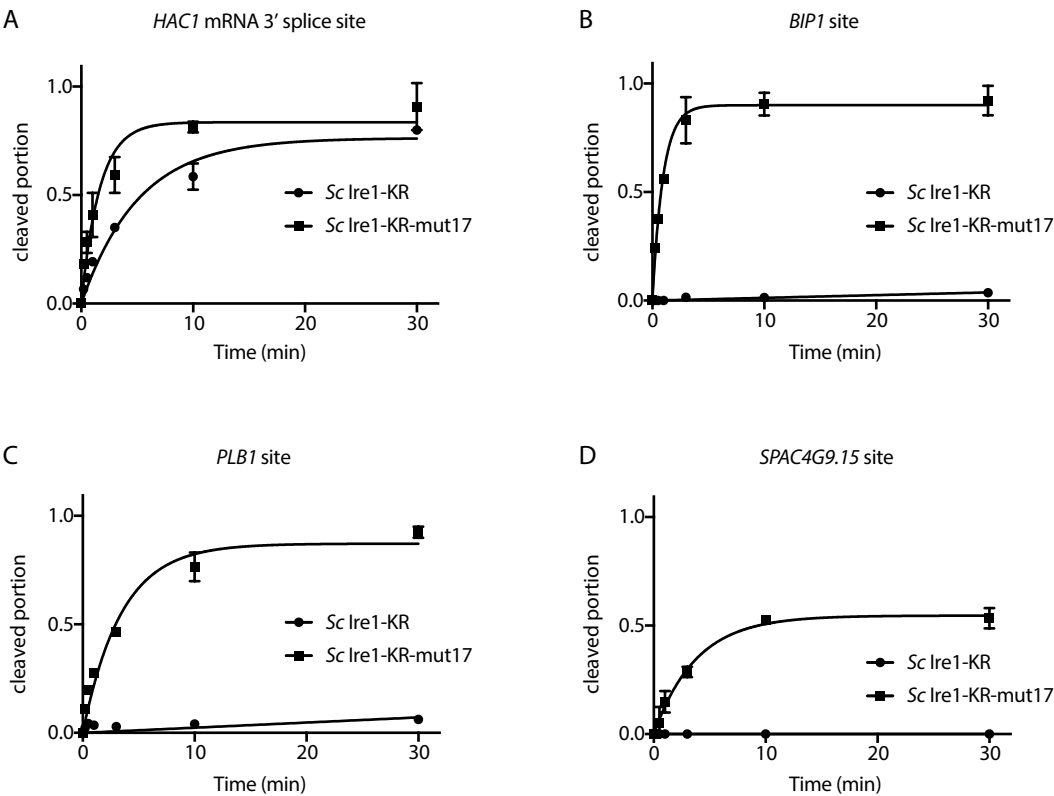 A
HAC1 mRNA 3′ splice site
1.0
0.5
0.0
cleaved portion
Sc Ire1-KR
Sc Ire1-KR-mut17
0 10 20 30
Time (min)
B
BIP1 site
1.0
0.5
0.0
cleaved portion
Sc Ire1-KR
Sc Ire1-KR-mut17
0 10 20 30
Time (min)
C
PLB1 site
1.0
0.5
0.0
cleaved portion
Sc Ire1-KR
Sc Ire1-KR-mut17
0 10 20 30
Time (min)
D
SPAC4G9.15 site
1.0
0.5
0.0
cleaved portion
Sc Ire1-KR
Sc Ire1-KR-mut17
0 10 20 30
Time (min)